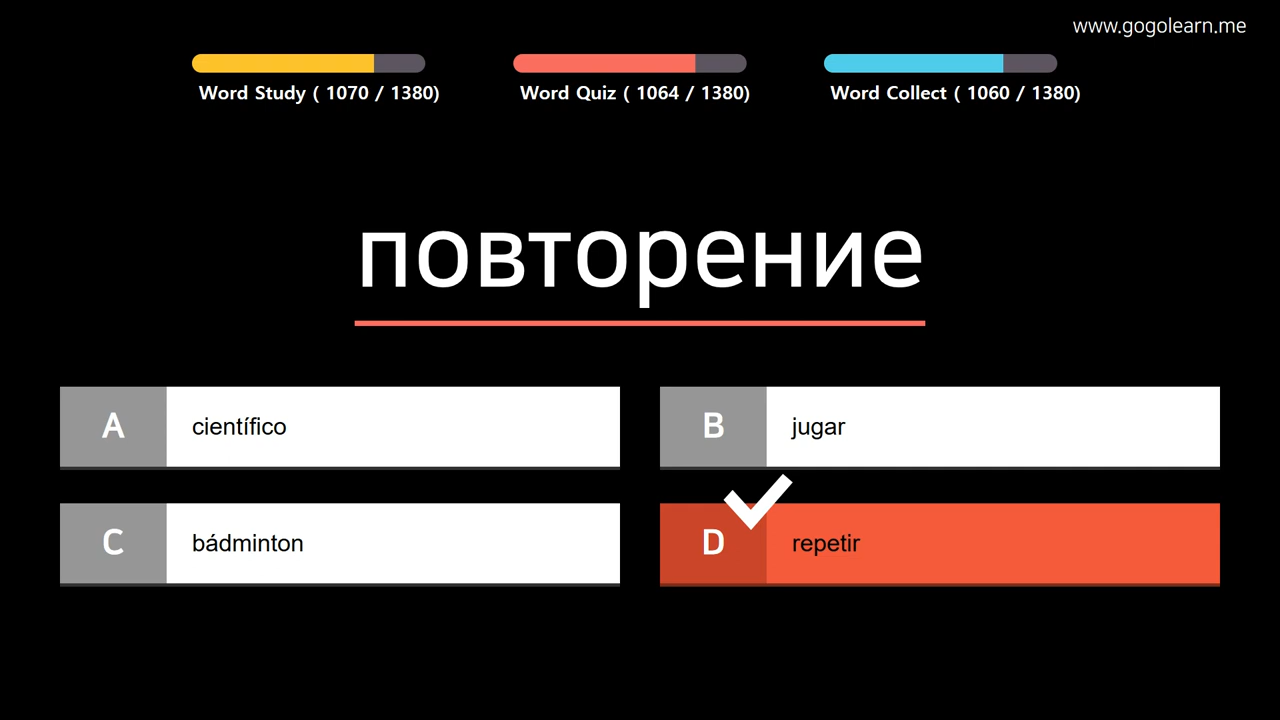 www.gogolearn.me
Word Study ( 1070 / 1380)
Word Quiz ( 1064 / 1380)
Word Collect ( 1060 / 1380)
повторение
A científico
B jugar
C bádminton
D repetir